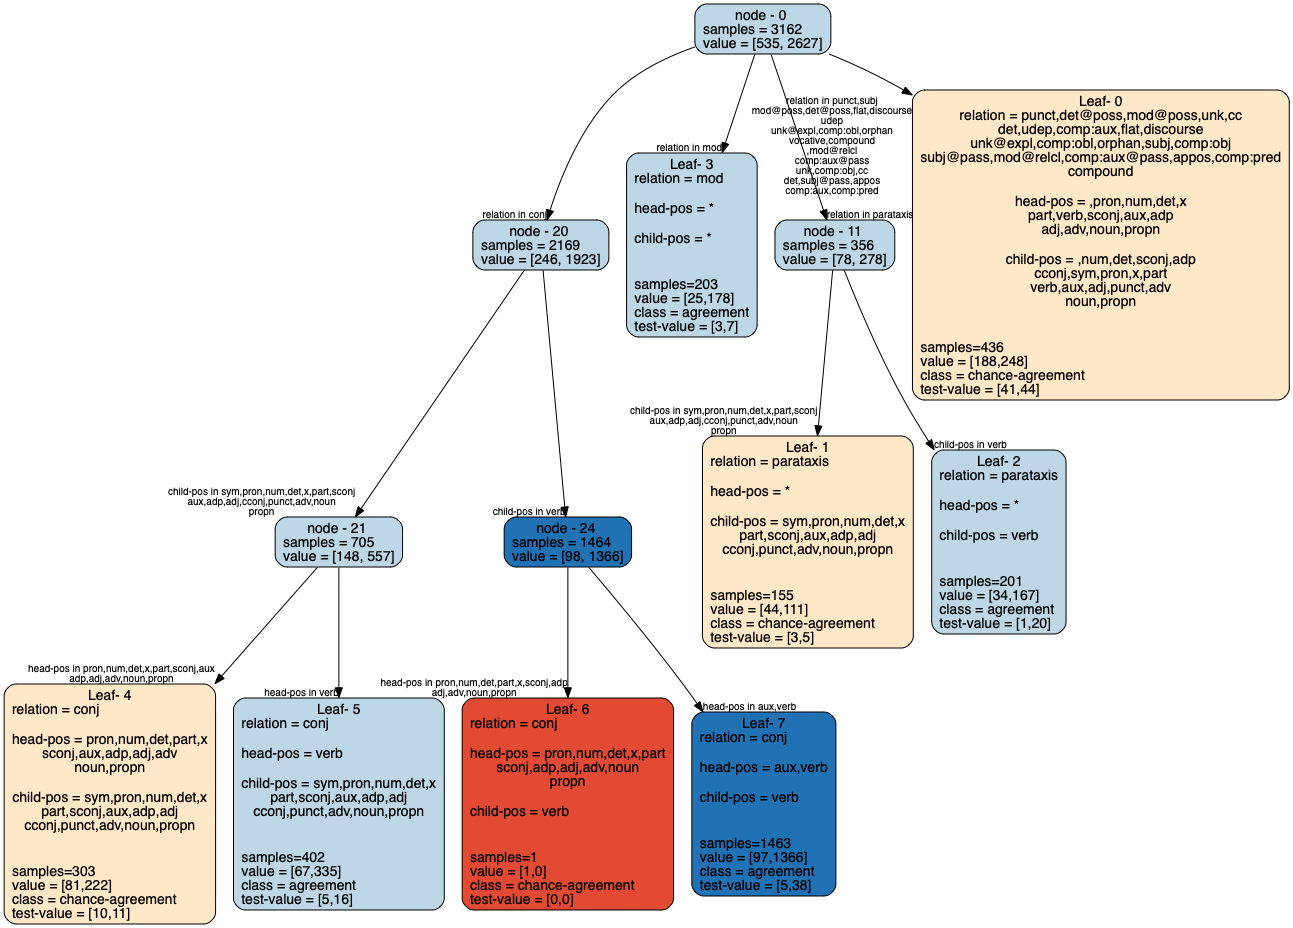 node - 0
samples = 3162
value = [535, 2627]
relation in punct,subj
mod@poss,det@poss,flat,discourse
udep
unk@expl,comp:obl,orphan
vocative,compound
,mod@relcl
comp:aux@pass
unk,comp:obj,cc
det,subj@pass,appos
comp:aux,comp:pred
Leaf- 0
relation = punct,det@poss,mod@poss,unk,cc
det,udep,comp:aux,flat,discourse
unk@expl,comp:obl,orphan,subj,comp:obj
subj@pass,mod@relcl,comp:aux@pass,appos,comp:pred
compound
head-pos = ,pron,num,det,x
part,verb,sconj,aux,adp
adj,adv,noun,propn
child-pos = ,num,det,sconj,adp
cconj,sym,pron,x,part
verb,aux,adj,punct,adv
noun,propn
samples=436
value = [188,248]
class = chance-agreement
test-value = [41,44]
relation in mod
Leaf- 3
relation = mod
head-pos = *
child-pos = *
samples=203
value = [25,178]
class = agreement
test-value = [3,7]
relation in conj
node - 20
samples = 2169
value = [246, 1923]
relation in parataxis
node - 11
samples = 356
value = [78, 278]
child-pos in sym,pron,num,det,x,part,sconj
aux,adp,adj,cconj,punct,adv,noun
propn
Leaf- 1
relation = parataxis
head-pos = *
child-pos = sym,pron,num,det,x
part,sconj,aux,adp,adj
cconj,punct,adv,noun,propn
samples=155
value = [44,111]
class = chance-agreement
test-value = [3,5]
child-pos in verb
Leaf- 2
relation = parataxis
head-pos = *
child-pos = verb
samples=201
value = [34,167]
class = agreement
test-value = [1,20]
child-pos in sym,pron,num,det,x,part,sconj
aux,adp,adj,cconj,punct,adv,noun
propn
node - 21
samples = 705
value = [148, 557]
child-pos in verb
node - 24
samples = 1464
value = [98, 1366]
head-pos in pron,num,det,x,part,sconj,aux
adp,adj,adv,noun,propn
Leaf- 4
relation = conj
head-pos = pron,num,det,part,x
sconj,aux,adp,adj,adv
noun,propn
child-pos = sym,pron,num,det,x
part,sconj,aux,adp,adj
cconj,punct,adv,noun,propn
samples=303
value = [81,222]
class = chance-agreement
test-value = [10,11]
head-pos in verb
Leaf- 5
relation = conj
head-pos = verb
child-pos = sym,pron,num,det,x
part,sconj,aux,adp,adj
cconj,punct,adv,noun,propn
samples=402
value = [67,335]
class = agreement
test-value = [5,16]
head-pos in pron,num,det,part,x,sconj,adp
adj,adv,noun,propn
Leaf- 6
relation = conj
head-pos = pron,num,det,x,part
sconj,adp,adj,adv,noun
propn
child-pos = verb
samples=1
value = [1,0]
class = chance-agreement
test-value = [0,0]
head-pos in aux,verb
Leaf- 7
relation = conj
head-pos = aux,verb
child-pos = verb
samples=1463
value = [97,1366]
class = agreement
test-value = [5,38]